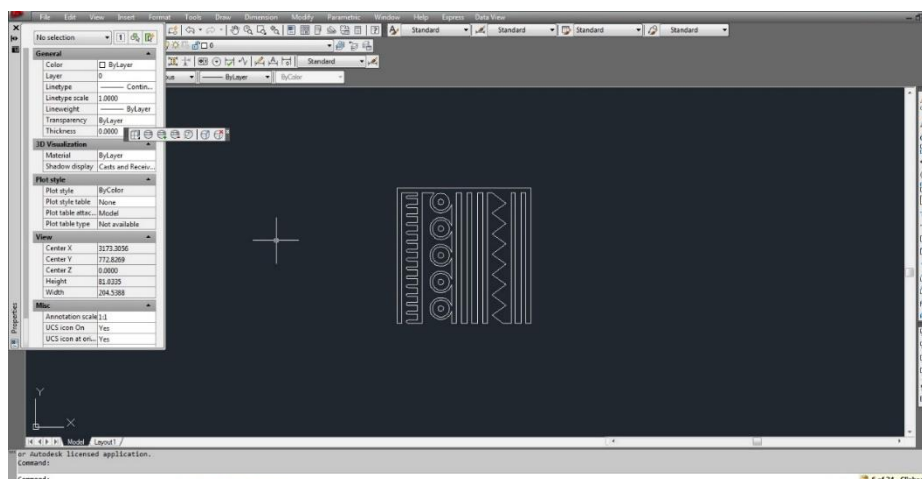 File Edit View Insert Format Tools Draw Dimension Modify Parametric Window Help Express Data View
No selection
Standard Standard Standard Standard
General
Color ByLayer
0
Layer 0
Linetype Contin...
Standard
Linetype scale 1.0000
ByLayer ByColor
Lineweight ByLayer
Transparency ByLayer
Thickness 0.0000
3D Visualization
Material ByLayer
Shadow display Casts and Receiv...
Plot style
Plot style ByColor
Plot style table None
Plot table attac... Model
Plot table type Not available
View
Center X 3173.3056
Center Y 772.8269
Center Z 0.0000
Height 81.0335
Width 204.5388
Misc
Annotation scale 1:1
UCS icon On Yes
UCS icon at ori... Yes
Properties
Y
X
Model Layout1
or Autodesk licensed application.
Command:
Command: